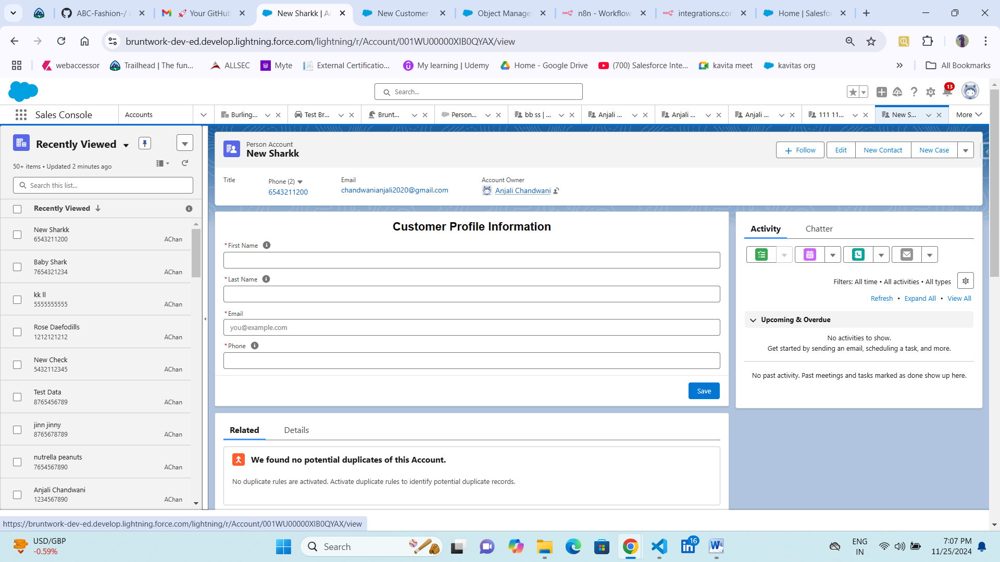 ABC-Fashion-/ a
🚀 Your GitHub
New Sharkk | Ac
New Customer
Object Manage
n8n - Workflow
integrations.cor
Home | Salesfor
bruntwork-dev-ed.develop.lightning.force.com/lightning/r/Account/001WU00000XIB0QYAX/view
webaccessor
Trailhead | The fun...
ALLSEC
Myte
External Certificatio...
My learning | Udemy
Home - Google Drive
(700) Salesforce Inte...
kavita meet
kavitas org
All Bookmarks
Search...
13
Sales Console
Accounts
Burling...
Test Br...
Brunt...
Person...
bb ss | ...
Anjali ...
Anjali ...
Anjali ...
111 11...
New S...
More
Recently Viewed
50+ items • Updated 2 minutes ago
Search this list...
Recently Viewed
New Sharkk
6543211200 AChan
Baby Shark
7654321234 AChan
kk ll
5555555555 AChan
Rose Daefodills
1212121212 AChan
New Check
5432112345 AChan
Test Data
8765456789 AChan
jinn jinny
8765678789 AChan
nutrella peanuts
7654567890 AChan
Anjali Chandwani
1234567890 AChan
Person Account
New Sharkk
Follow
Edit
New Contact
New Case
Title
Phone (2)
6543211200
Email
chandwanianjali2020@gmail.com
Account Owner
Anjali Chandwani
Customer Profile Information
*First Name
*Last Name
*Email
you@example.com
*Phone
Save
Related
Details
We found no potential duplicates of this Account.
No duplicate rules are activated. Activate duplicate rules to identify potential duplicate records.
Activity
Chatter
Filters: All time • All activities • All types
Refresh • Expand All • View All
Upcoming & Overdue
No activities to show.
Get started by sending an email, scheduling a task, and more.
No past activity. Past meetings and tasks marked as done show up here.
https://bruntwork-dev-ed.develop.lightning.force.com/lightning/r/Account/001WU00000XIB0QYAX/view
USD/GBP
-0.59%
Search
16
ENG
IN
7:07 PM
11/25/2024